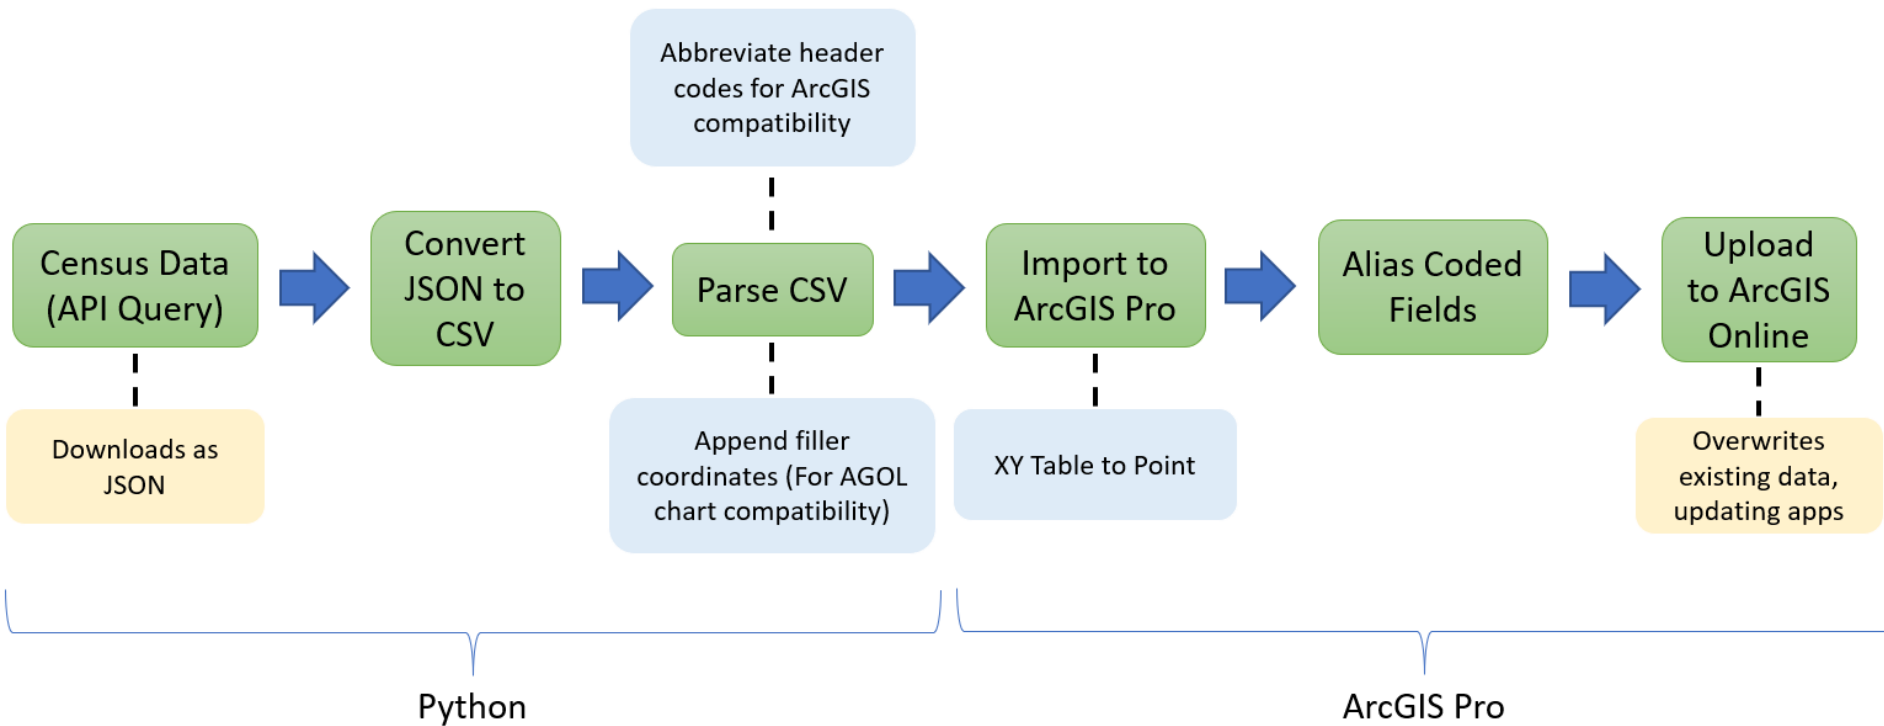 Abbreviate header
codes for ArcGIS
compatibility
Census Data
(API Query)
Convert
JSON to
CSV
Parse CSV
Import to
ArcGIS Pro
Alias Coded
Fields
Upload
to ArcGIS
Online
Downloads as
JSON
Append filler
coordinates (For AGOL
chart compatibility)
XY Table to Point
Overwrites
existing data,
updating apps
Python
ArcGIS Pro